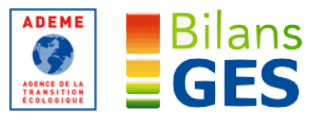 ADEME
AGENCE DE LA
TRANSITION
ÉCOLOGIQUE
Bilans
GES